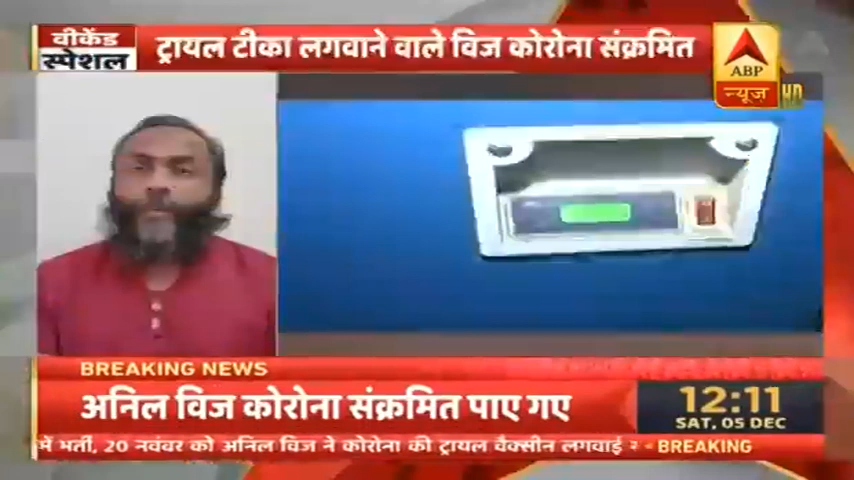 वीकेंड
स्पेशल
ट्रायल टीका लगवाने वाले विज कोरोना संक्रमित
ABP
न्यूज़ HD
BREAKING NEWS
अनिल विज कोरोना संक्रमित पाए गए
12:11
SAT, 05 DEC
में भर्ती, 20 नवंबर को अनिल विज ने कोरोना की ट्रायल वैक्सीन लगवाई
BREAKING